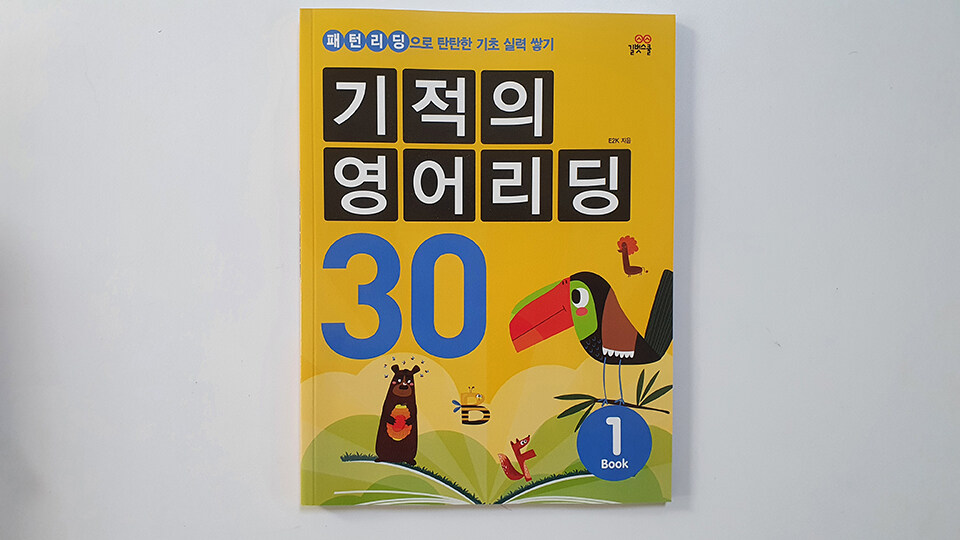 패턴리딩으로 탄탄한 기초 실력 쌓기
길벗스쿨
기적의
E2K 지음
영어리딩
30
L
B
F
1
Book